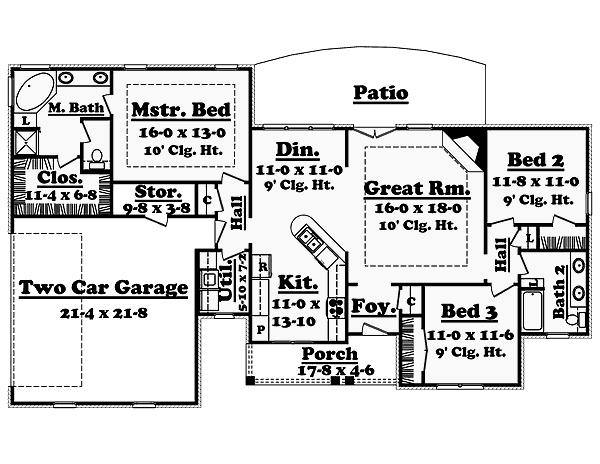 Patio
M. Bath
L
Mstr. Bed
16-0 x 13-0
10' Clg. Ht.
Din.
11-0 x 11-0
9' Clg. Ht.
Great Rm.
16-0 x 18-0
10' Clg. Ht.
Bed 2
11-8 x 11-0
9' Clg. Ht.
Clos.
11-4 x 6-8
Stor.
9-8 x 3-8
C
Hall
Hall
L
Two Car Garage
21-4 x 21-8
Util.
5-10 x 7-2
R
Kit.
11-0 x
13-10
P
Foy.
C
Bed 3
11-0 x 11-6
9' Clg. Ht.
L
Bath 2
Porch
17-8 x 4-6